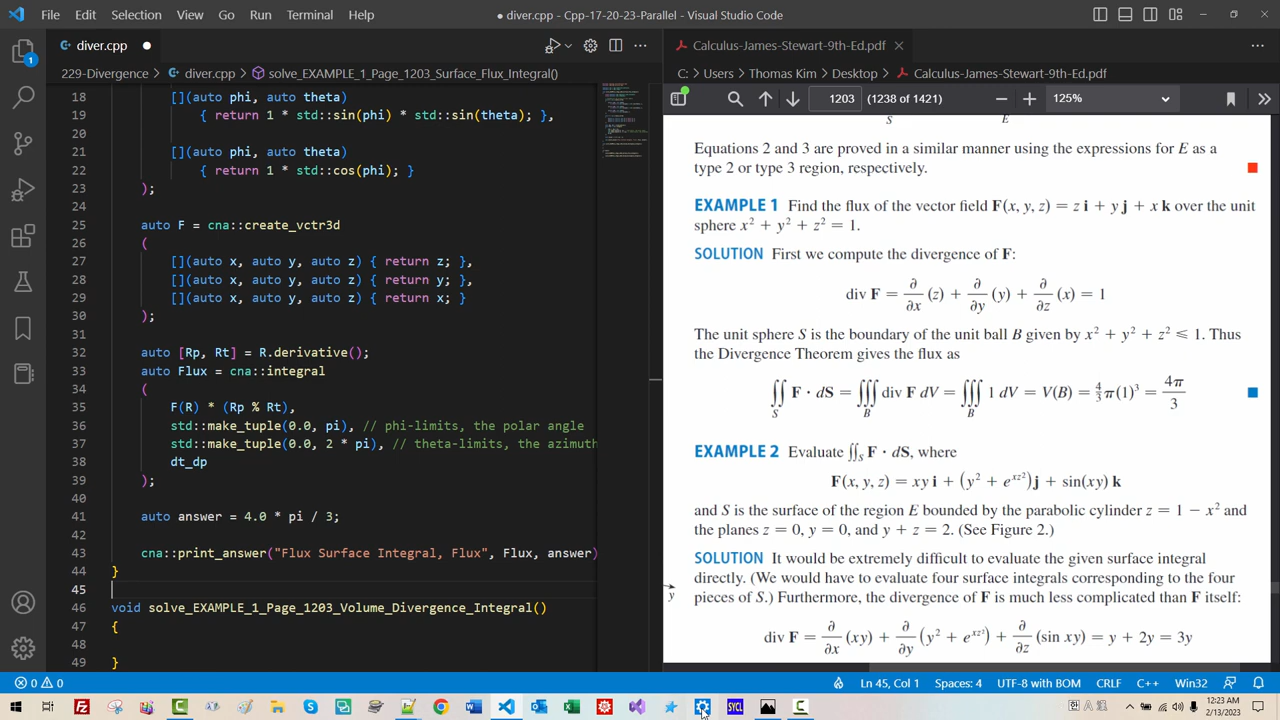 File Edit Selection View Go Run Terminal Help
● diver.cpp - Cpp-17-20-23-Parallel - Visual Studio Code
diver.cpp ●
Calculus-James-Stewart-9th-Ed.pdf
229-Divergence > diver.cpp > solve_EXAMPLE_1_Page_1203_Surface_Flux_Integral()
C: > Users > Thomas Kim > Desktop > Calculus-James-Stewart-9th-Ed.pdf
1203 (1238 of 1421) 125%
18 [](auto phi, auto theta)
19 { return 1 * std::sin(phi) * std::sin(theta); },
20
21 [](auto phi, auto theta)
22 { return 1 * std::cos(phi); }
23 );
24
25 auto F = cna::create_vctr3d
26 (
27 [](auto x, auto y, auto z) { return z; },
28 [](auto x, auto y, auto z) { return y; },
29 [](auto x, auto y, auto z) { return x; }
30 );
31
32 auto [Rp, Rt] = R.derivative();
33 auto Flux = cna::integral
34 (
35 F(R) * (Rp % Rt),
36 std::make_tuple(0.0, pi), // phi-limits, the polar angle
37 std::make_tuple(0.0, 2 * pi), // theta-limits, the azimuth
38 dt_dp
39 );
40
41 auto answer = 4.0 * pi / 3;
42
43 cna::print_answer("Flux Surface Integral, Flux", Flux, answer)
44 }
45
46 void solve_EXAMPLE_1_Page_1203_Volume_Divergence_Integral()
47 {
48
49 }
S E
Equations 2 and 3 are proved in a similar manner using the expressions for E as a
type 2 or type 3 region, respectively.
EXAMPLE 1 Find the flux of the vector field F(x, y, z) = z i + y j + x k over the unit
sphere x² + y² + z² = 1.
SOLUTION First we compute the divergence of F:
div F = ∂/∂x (z) + ∂/∂y (y) + ∂/∂z (x) = 1
The unit sphere S is the boundary of the unit ball B given by x² + y² + z² ≤ 1. Thus
the Divergence Theorem gives the flux as
∬_S F · dS = ∭_B div F dV = ∭_B 1 dV = V(B) = 4/3 π(1)³ = 4π/3
EXAMPLE 2 Evaluate ∬_S F · dS, where
F(x, y, z) = xy i + (y² + e^{xz²}) j + sin(xy) k
and S is the surface of the region E bounded by the parabolic cylinder z = 1 − x² and
the planes z = 0, y = 0, and y + z = 2. (See Figure 2.)
SOLUTION It would be extremely difficult to evaluate the given surface integral
directly. (We would have to evaluate four surface integrals corresponding to the four
y
pieces of S.) Furthermore, the divergence of F is much less complicated than F itself:
div F = ∂/∂x (xy) + ∂/∂y (y² + e^{xz²}) + ∂/∂z (sin xy) = y + 2y = 3y
0 0 Ln 45, Col 1 Spaces: 4 UTF-8 with BOM CRLF C++ Win32
SYCL
12:23 AM
2/13/2023